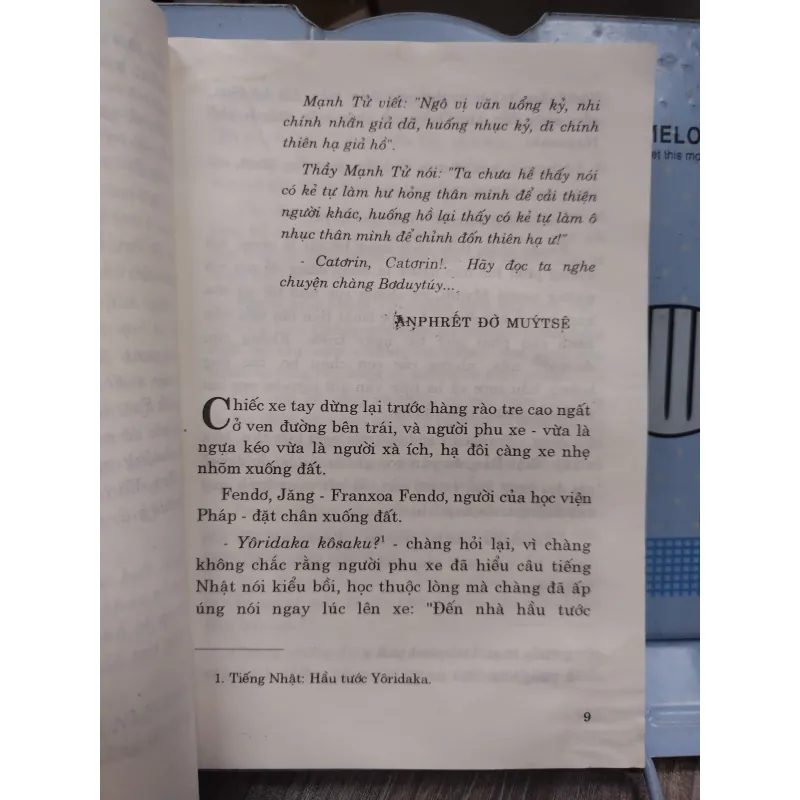 Mạnh Tử viết: "Ngô vị văn uổng kỷ, nhi
chính nhân giả dã, huống nhục kỷ, dĩ chính
thiên hạ giả hồ".
Thầy Mạnh Tử nói: "Ta chưa hề thấy nói
có kẻ tự làm hư hỏng thân mình để cải thiện
người khác, huống hồ lại thấy có kẻ tự làm ô
nhục thân mình để chỉnh đốn thiên hạ ư!"
- Catơrin, Catơrin!. Hãy đọc ta nghe
chuyện chàng Bơduytúy...
ANPHRẾT ĐỜ MUÝTSÊ
Chiếc xe tay dừng lại trước hàng rào tre cao ngất
ở ven đường bên trái, và người phu xe - vừa là
ngựa kéo vừa là người xà ích, hạ đôi càng xe nhẹ
nhõm xuống đất.
Fendơ, Jăng - Franxoa Fendơ, người của học viện
Pháp - đặt chân xuống đất.
- Yôridaka kôsaku?¹ - chàng hỏi lại, vì chàng
không chắc rằng người phu xe đã hiểu câu tiếng
Nhật nói kiểu bồi, học thuộc lòng mà chàng đã ấp
úng nói ngay lúc lên xe: "Đến nhà hầu tước
1. Tiếng Nhật: Hầu tước Yôridaka.
9
MELO